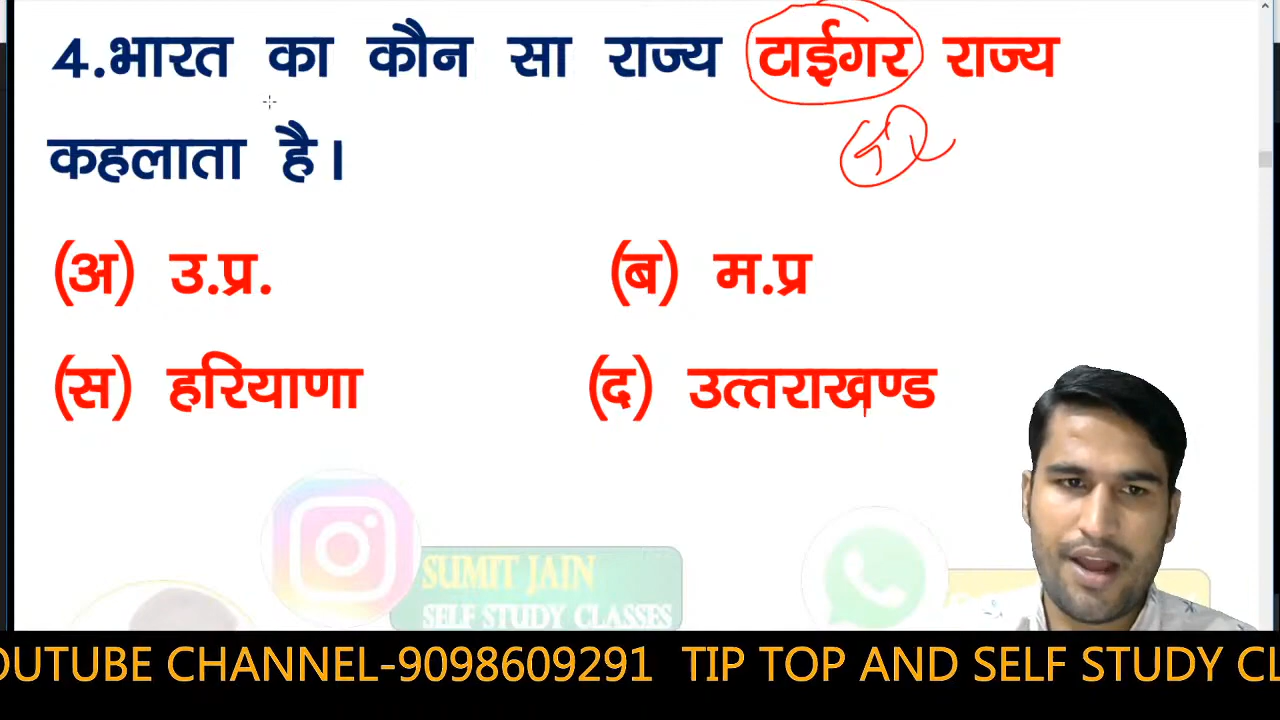 4.भारत का कौन सा राज्य टाईगर राज्य
कहलाता है।
(अ) उ.प्र.
(ब) म.प्र
(स) हरियाणा
(द) उत्तराखण्ड
SUMIT JAIN
SELF STUDY CLASSES
OUTUBE CHANNEL-9098609291 TIP TOP AND SELF STUDY CL